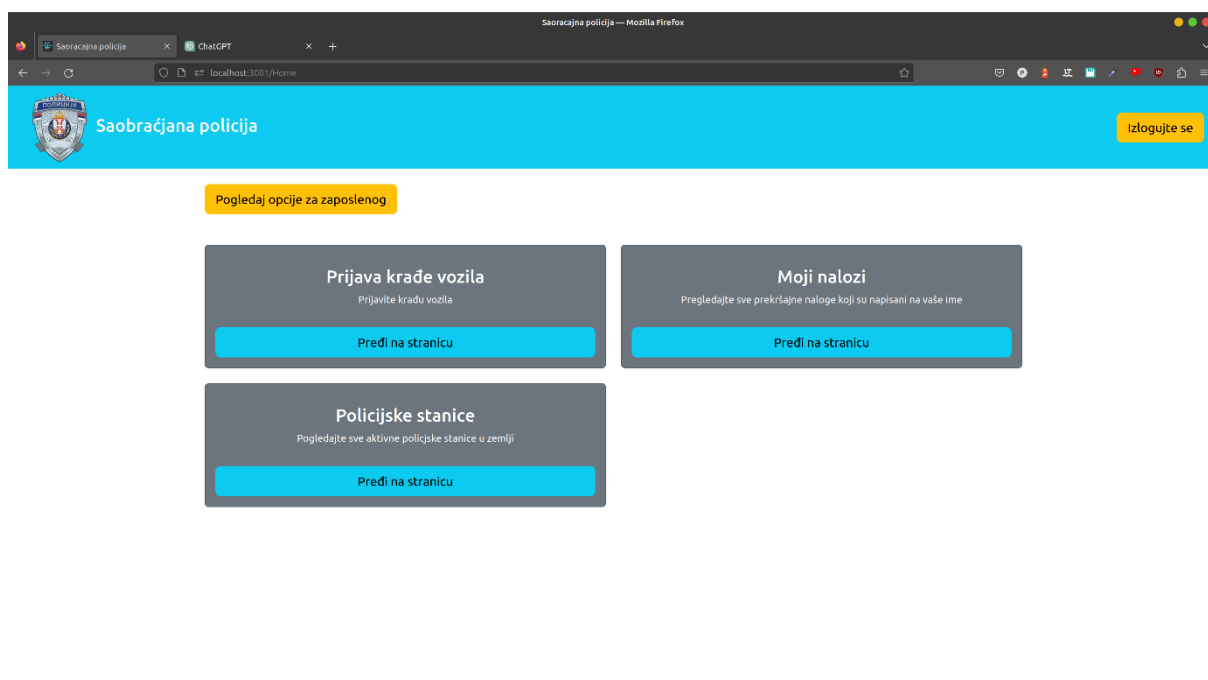 Saoracajna policija — Mozilla Firefox
Saoracajna policija
ChatGPT
localhost:3001/Home
ПОЛИЦИЈА
Saobraćjana policija
Izlogujte se
Pogledaj opcije za zaposlenog
Prijava krađe vozila
Prijavite krađu vozila
Pređi na stranicu
Moji nalozi
Pregledajte sve prekršajne naloge koji su napisani na vaše ime
Pređi na stranicu
Policijske stanice
Pogledajte sve aktivne policjske stanice u zemlji
Pređi na stranicu